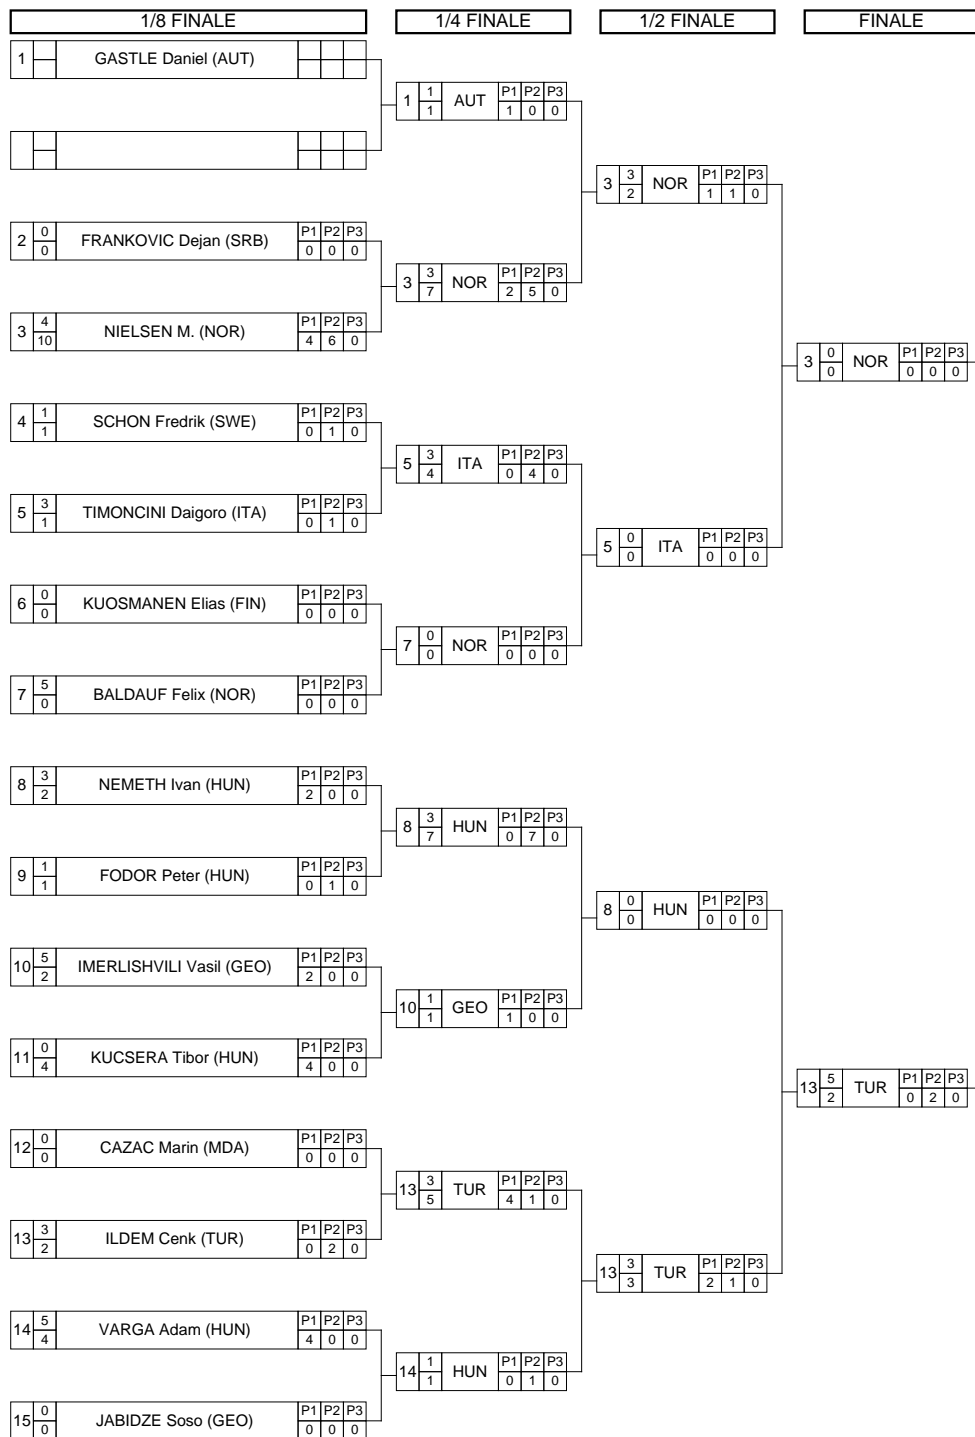 1/8 FINALE 1/4 FINALE 1/2 FINALE FINALE
1 GASTLE Daniel (AUT)
1 1 AUT P1 P2 P3
1 1 0 0
3 3 NOR P1 P2 P3
2 1 1 0
2 0 FRANKOVIC Dejan (SRB) P1 P2 P3
0 0 0 0
3 3 NOR P1 P2 P3
7 2 5 0
3 4 NIELSEN M. (NOR) P1 P2 P3
10 4 6 0
3 0 NOR P1 P2 P3
0 0 0 0
4 1 SCHON Fredrik (SWE) P1 P2 P3
1 0 1 0
5 3 ITA P1 P2 P3
4 0 4 0
5 3 TIMONCINI Daigoro (ITA) P1 P2 P3
1 0 1 0
5 0 ITA P1 P2 P3
0 0 0 0
6 0 KUOSMANEN Elias (FIN) P1 P2 P3
0 0 0 0
7 0 NOR P1 P2 P3
0 0 0 0
7 5 BALDAUF Felix (NOR) P1 P2 P3
0 0 0 0
8 3 NEMETH Ivan (HUN) P1 P2 P3
2 2 0 0
8 3 HUN P1 P2 P3
7 0 7 0
9 1 FODOR Peter (HUN) P1 P2 P3
1 0 1 0
8 0 HUN P1 P2 P3
0 0 0 0
10 5 IMERLISHVILI Vasil (GEO) P1 P2 P3
2 2 0 0
10 1 GEO P1 P2 P3
1 1 0 0
11 0 KUCSERA Tibor (HUN) P1 P2 P3
4 4 0 0
13 5 TUR P1 P2 P3
2 0 2 0
12 0 CAZAC Marin (MDA) P1 P2 P3
0 0 0 0
13 3 TUR P1 P2 P3
5 4 1 0
13 3 ILDEM Cenk (TUR) P1 P2 P3
2 0 2 0
13 3 TUR P1 P2 P3
3 2 1 0
14 5 VARGA Adam (HUN) P1 P2 P3
4 4 0 0
14 1 HUN P1 P2 P3
1 0 1 0
15 0 JABIDZE Soso (GEO) P1 P2 P3
0 0 0 0